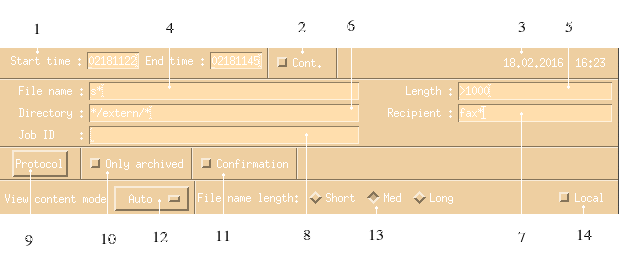 1 4 2 6 3 5
Start time : 02181122 End time : 02181145 Cont. 18.02.2016 16:23
File name : s* Length : >1000
Directory : */extern/* Recipient : fax*
Job ID :
Protocol Only archived Confirmation
View content mode Auto File name length: Short Med Long Local
9 10 12 11 8 13 7 14